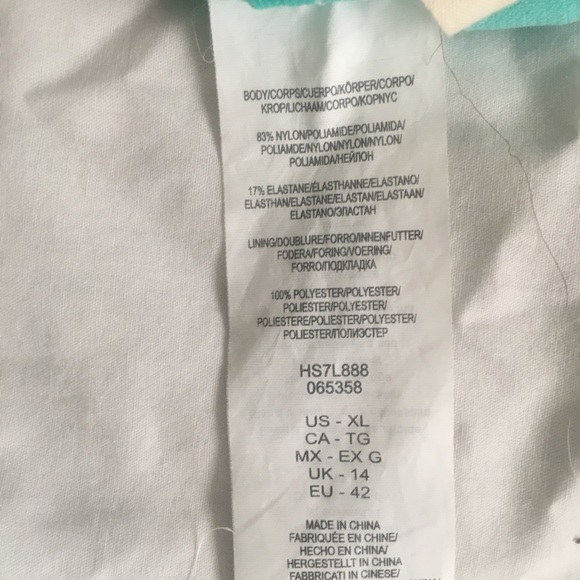 BODY/CORPS/CUERPO/KÖRPER/CORPO/
KROP/LICHAAM/CORPO/КОРПУС
83% NYLON/POLIAMIDE/POLIAMIDA/
POLIAMDE/NYLON/NYLON/NYLON/
POLIAMIDA/НЕЙЛОН
17% ELASTANE/ÉLASTHANNE/ELASTANO/
ELASTHAN/ELASTANE/ELASTAN/ELASTAAN/
ELASTANO/ЭЛАСТАН
LINING/DOUBLURE/FORRO/INNENFUTTER/
FODERA/FORING/VOERING/
FORRO/ПОДКЛАДКА
100% POLYESTER/POLYESTER/
POLIESTER/POLYESTER/
POLIESTERE/POLIESTER/POLYESTER/
POLIESTER/ПОЛИЭСТЕР
HS7L888
065358
US - XL
CA - TG
MX - EX G
UK - 14
EU - 42
MADE IN CHINA
FABRIQUÉE EN CHINE/
HECHO EN CHINA/
HERGESTELLT IN CHINA
FABBRICATI IN CINESE/